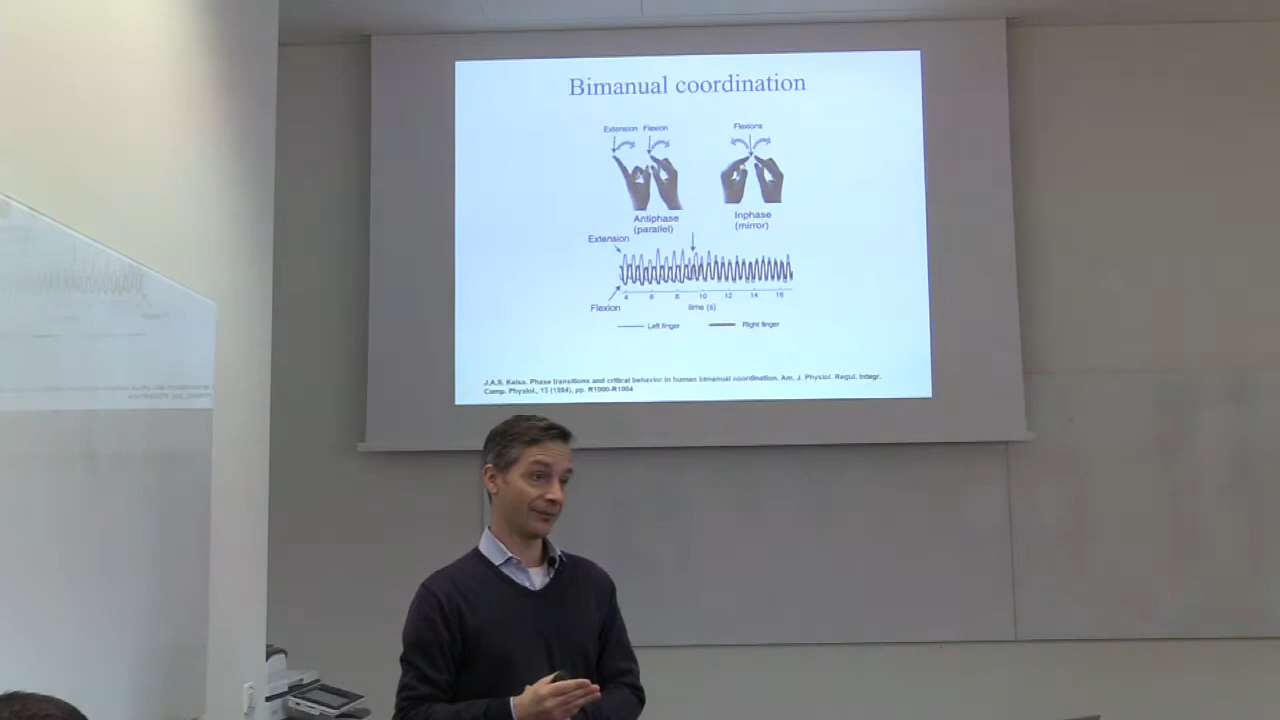 Bimanual coordination
Extension Flexion
Flexions
Antiphase
(parallel)
Inphase
(mirror)
Extension
Flexion
4 6 8 10 12 14 16
time (s)
Left finger Right finger
J.A.S. Kelso. Phase transitions and critical behavior in human bimanual coordination. Am. J. Physiol. Regul. Integr.
Comp. Physiol., 15 (1984), pp. R1000-R1004